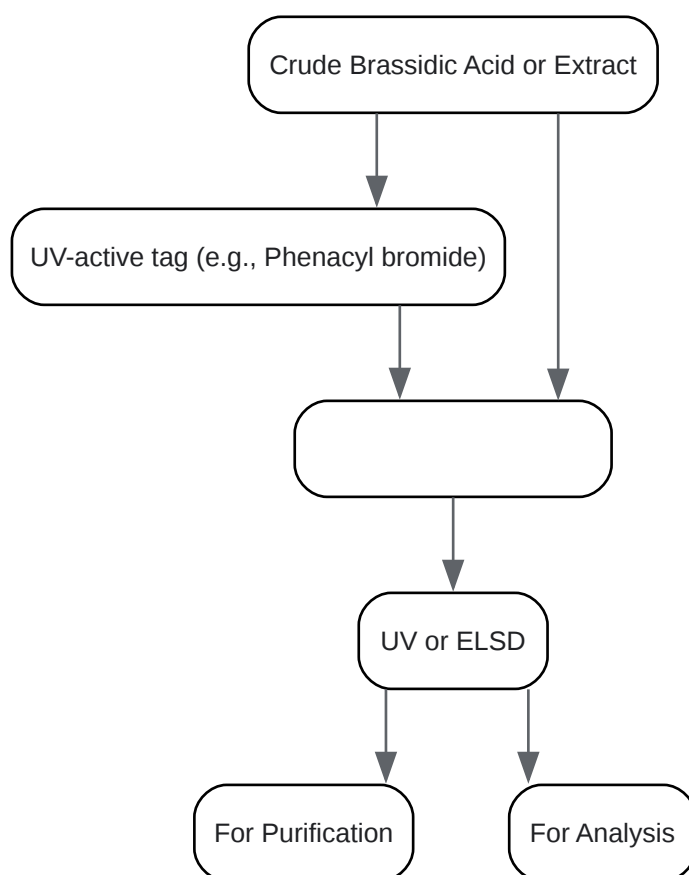 Crude Brassidic Acid or Extract
UV-active tag (e.g., Phenacyl bromide)
UV or ELSD
For Purification
For Analysis